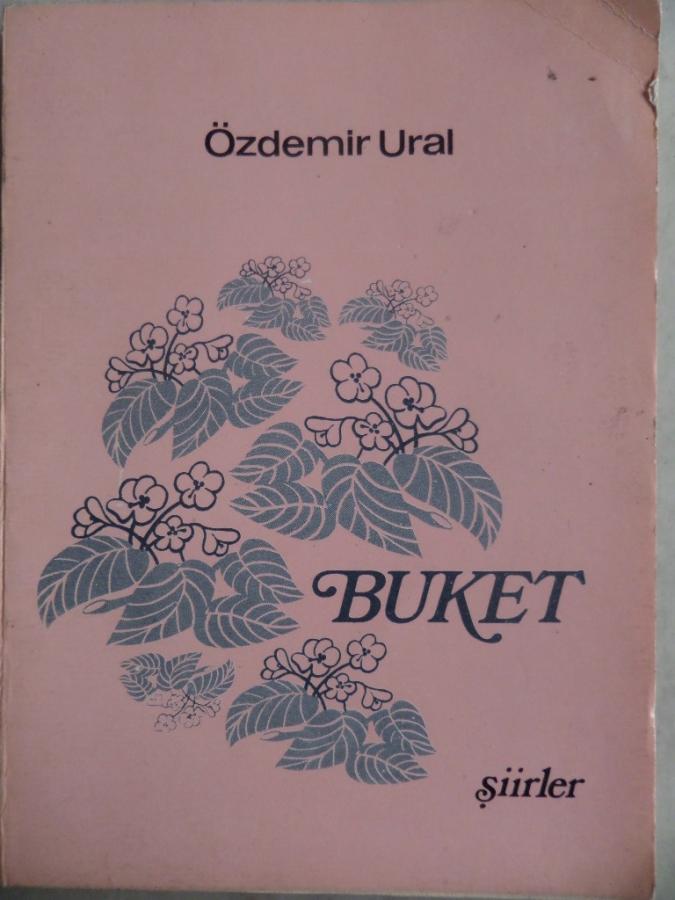 Özdemir Ural
BUKET
şiirler